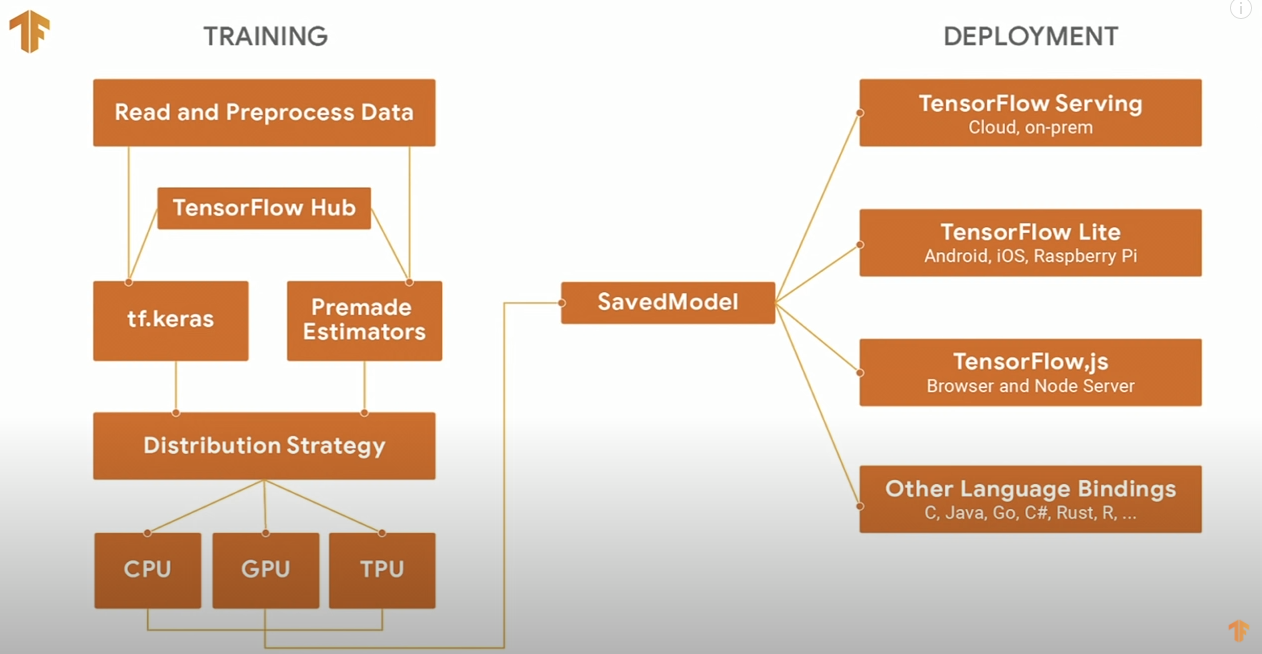 TRAINING
Read and Preprocess Data
TensorFlow Hub
tf.keras
Premade
Estimators
Distribution Strategy
CPU
GPU
TPU
SavedModel
DEPLOYMENT
TensorFlow Serving
Cloud, on-prem
TensorFlow Lite
Android, iOS, Raspberry Pi
TensorFlow,js
Browser and Node Server
Other Language Bindings
C, Java, Go, C#, Rust, R, ...